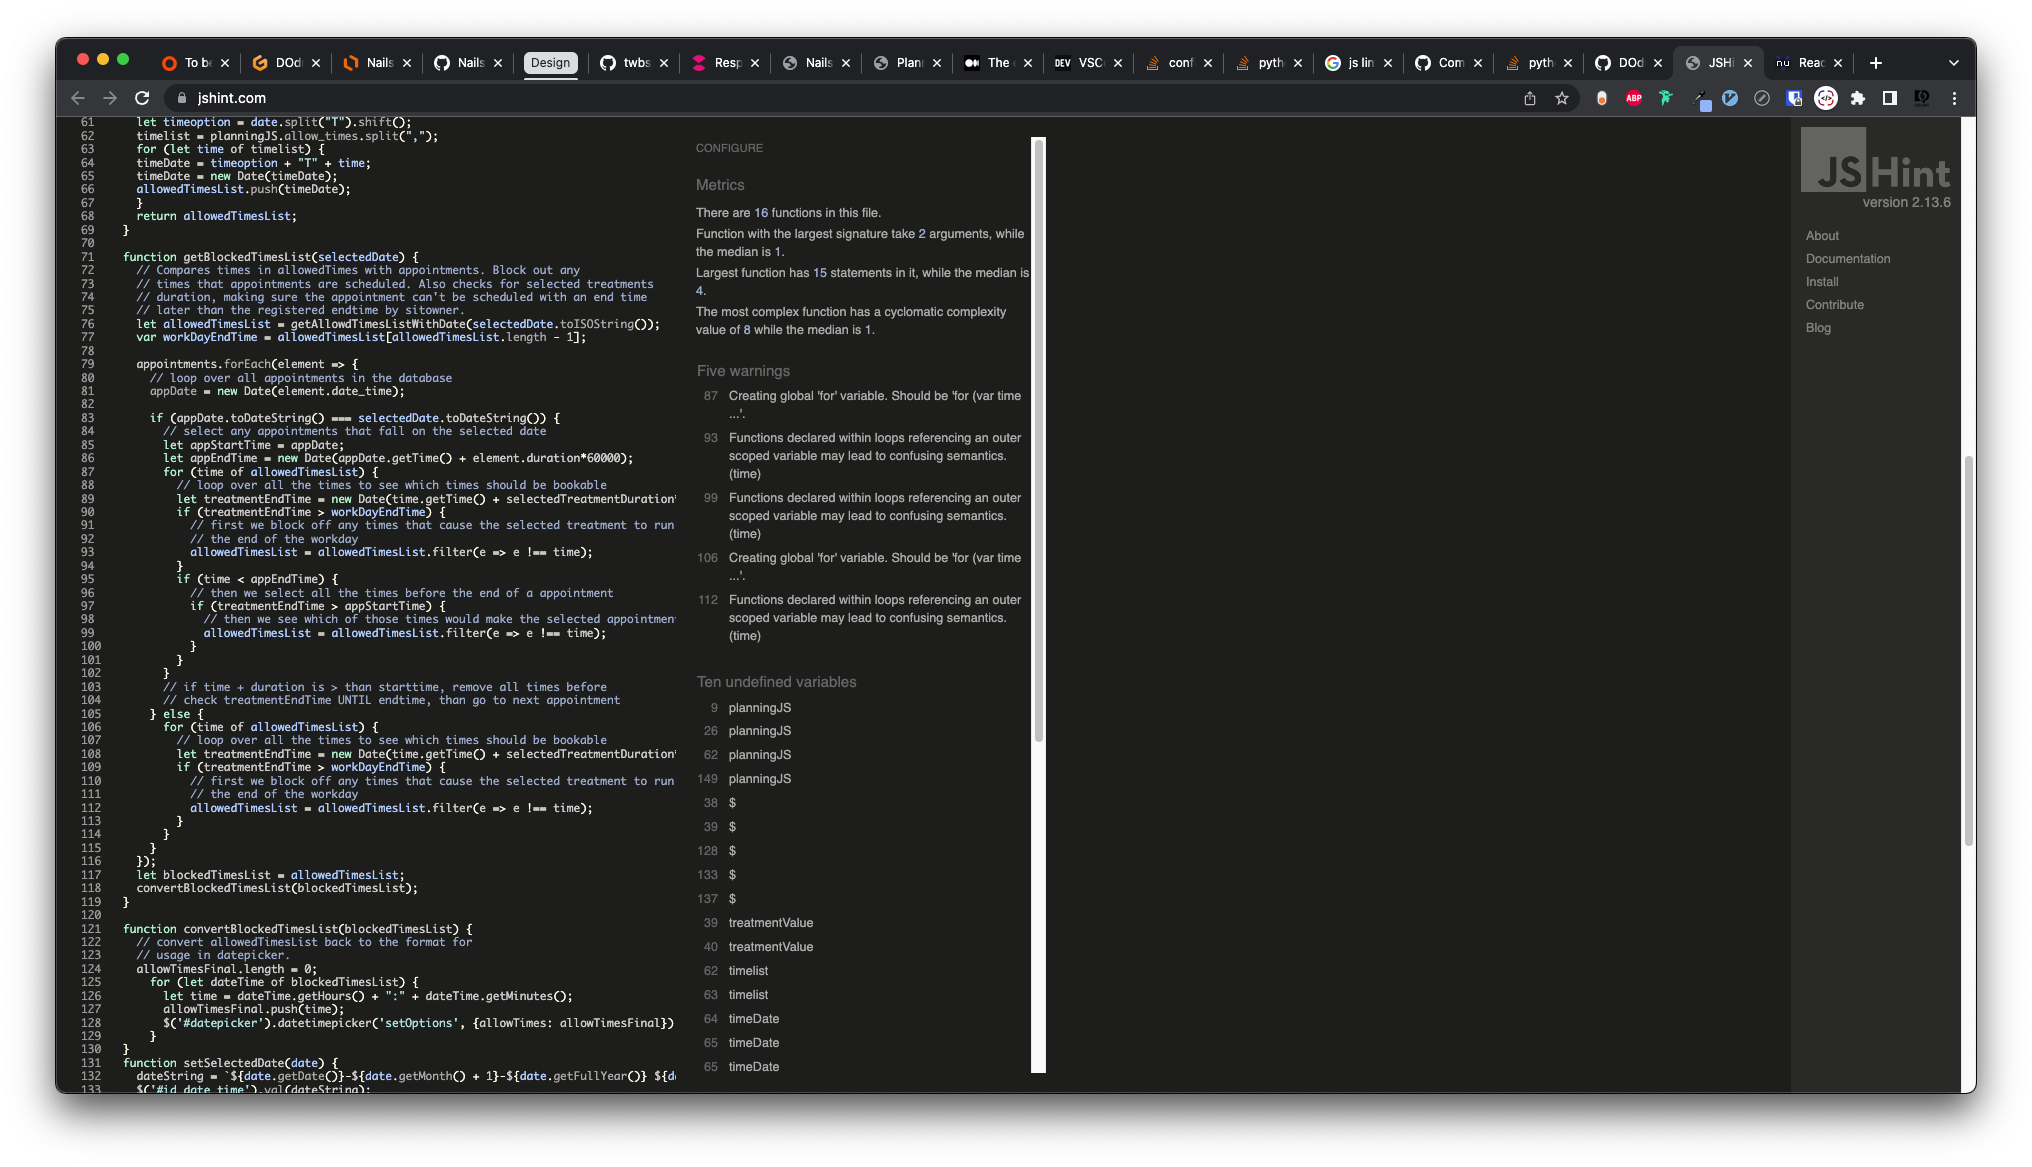 To be
DOd
Nails
Nails
Design
twbs
Resp
Nails
Plan
The
DEV VSC
conf
pyth
js lin
Com
pyth
DOd
JSHi
Reac
jshint.com
ABP
61 let timeoption = date.split("T").shift();
62 timelist = planningJS.allow_times.split(",");
63 for (let time of timelist) {
64 timeDate = timeoption + "T" + time;
65 timeDate = new Date(timeDate);
66 allowedTimesList.push(timeDate);
67 }
68 return allowedTimesList;
69 }
70
71 function getBlockedTimesList(selectedDate) {
72 // Compares times in allowedTimes with appointments. Block out any
73 // times that appointments are scheduled. Also checks for selected treatments
74 // duration, making sure the appointment can't be scheduled with an end time
75 // later than the registered endtime by sitowner.
76 let allowedTimesList = getAllowdTimesListWithDate(selectedDate.toISOString());
77 var workDayEndTime = allowedTimesList[allowedTimesList.length - 1];
78
79 appointments.forEach(element => {
80 // loop over all appointments in the database
81 appDate = new Date(element.date_time);
82
83 if (appDate.toDateString() === selectedDate.toDateString()) {
84 // select any appointments that fall on the selected date
85 let appStartTime = appDate;
86 let appEndTime = new Date(appDate.getTime() + element.duration*60000);
87 for (time of allowedTimesList) {
88 // loop over all the times to see which times should be bookable
89 let treatmentEndTime = new Date(time.getTime() + selectedTreatmentDuration*
90 if (treatmentEndTime > workDayEndTime) {
91 // first we block off any times that cause the selected treatment to run
92 // the end of the workday
93 allowedTimesList = allowedTimesList.filter(e => e !== time);
94 }
95 if (time < appEndTime) {
96 // then we select all the times before the end of a appointment
97 if (treatmentEndTime > appStartTime) {
98 // then we see which of those times would make the selected appointmen
99 allowedTimesList = allowedTimesList.filter(e => e !== time);
100 }
101 }
102 }
103 // if time + duration is > than starttime, remove all times before
104 // check treatmentEndTime UNTIL endtime, than go to next appointment
105 } else {
106 for (time of allowedTimesList) {
107 // loop over all the times to see which times should be bookable
108 let treatmentEndTime = new Date(time.getTime() + selectedTreatmentDuration*
109 if (treatmentEndTime > workDayEndTime) {
110 // first we block off any times that cause the selected treatment to run
111 // the end of the workday
112 allowedTimesList = allowedTimesList.filter(e => e !== time);
113 }
114 }
115 }
116 });
117 let blockedTimesList = allowedTimesList;
118 convertBlockedTimesList(blockedTimesList);
119 }
120
121 function convertBlockedTimesList(blockedTimesList) {
122 // convert allowedTimesList back to the format for
123 // usage in datepicker.
124 allowTimesFinal.length = 0;
125 for (let dateTime of blockedTimesList) {
126 let time = dateTime.getHours() + ":" + dateTime.getMinutes();
127 allowTimesFinal.push(time);
128 $('#datepicker').datetimepicker('setOptions', {allowTimes: allowTimesFinal})
129 }
130 }
131 function setSelectedDate(date) {
132 dateString = `${date.getDate()}-${date.getMonth() + 1}-${date.getFullYear()} ${d
133 $('#id_date_time').val(dateString);
CONFIGURE
Metrics
There are 16 functions in this file.
Function with the largest signature take 2 arguments, while
the median is 1.
Largest function has 15 statements in it, while the median is
4.
The most complex function has a cyclomatic complexity
value of 8 while the median is 1.
Five warnings
87 Creating global 'for' variable. Should be 'for (var time
...'.
93 Functions declared within loops referencing an outer
scoped variable may lead to confusing semantics.
(time)
99 Functions declared within loops referencing an outer
scoped variable may lead to confusing semantics.
(time)
106 Creating global 'for' variable. Should be 'for (var time
...'.
112 Functions declared within loops referencing an outer
scoped variable may lead to confusing semantics.
(time)
Ten undefined variables
9 planningJS
26 planningJS
62 planningJS
149 planningJS
38 $
39 $
128 $
133 $
137 $
39 treatmentValue
40 treatmentValue
62 timelist
63 timelist
64 timeDate
65 timeDate
65 timeDate
JSHint
version 2.13.6
About
Documentation
Install
Contribute
Blog